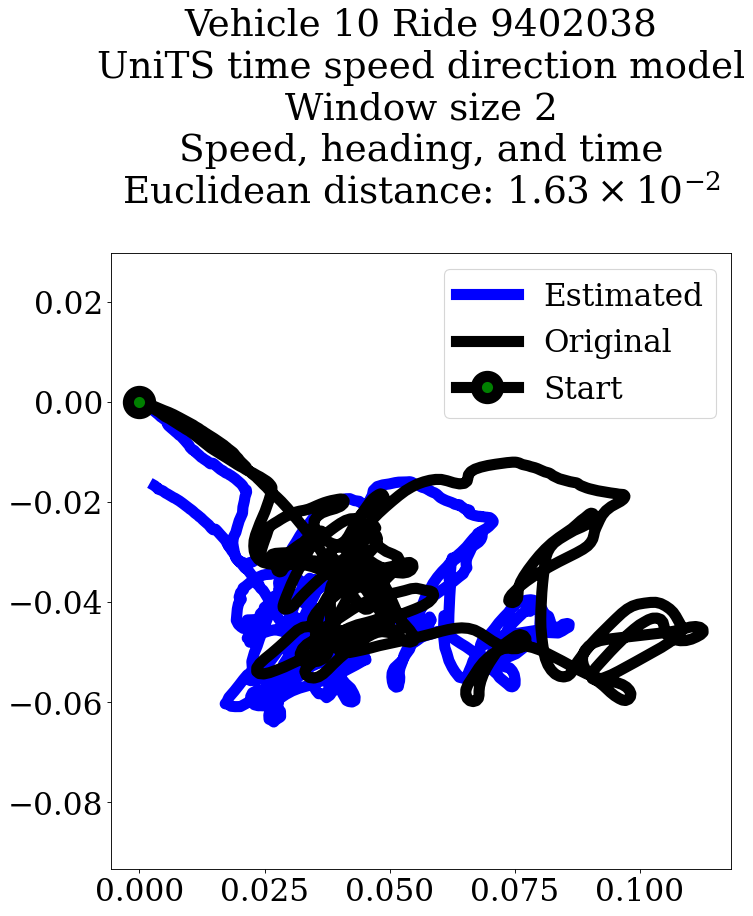 Vehicle 10 Ride 9402038
UniTS time speed direction model
Window size 2
Speed, heading, and time
Euclidean distance: 1.63 × 10⁻²
Estimated
Original
Start
0.02
0.00
−0.02
−0.04
−0.06
−0.08
0.000 0.025 0.050 0.075 0.100